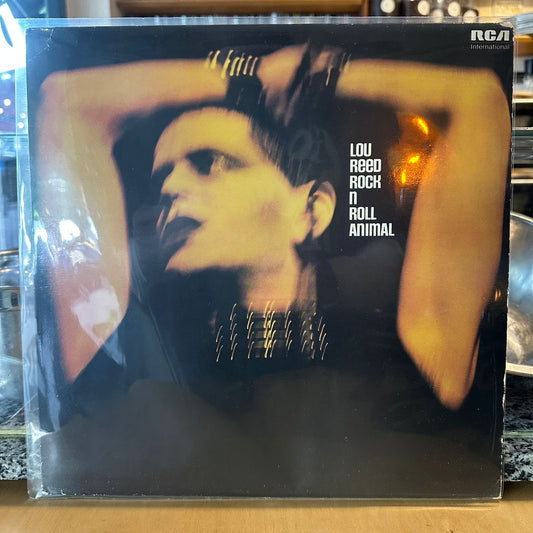 RCA
International
LOU
REED
ROCK
n
ROLL
ANIMAL